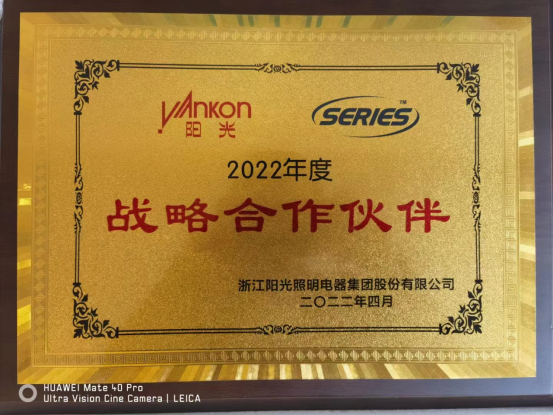 YANKON
阳光
SERIES™
2022年度
战略合作伙伴
浙江阳光照明电器集团股份有限公司
二〇二二年四月
HUAWEI Mate 40 Pro
Ultra Vision Cine Camera | LEICA